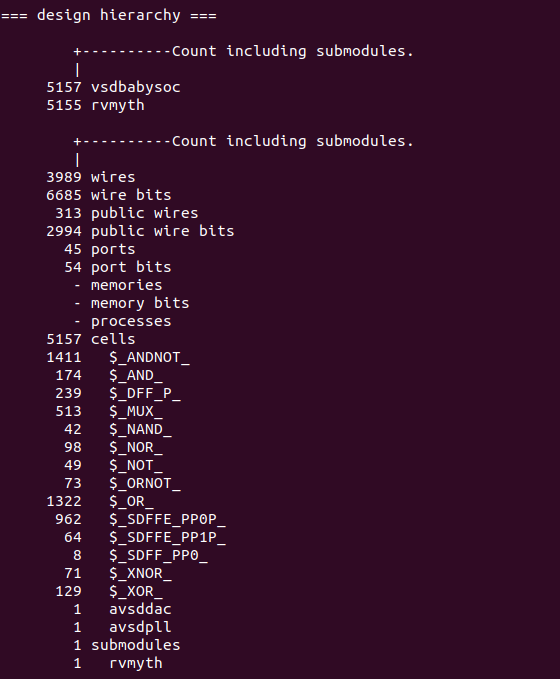 === design hierarchy ===
+----------Count including submodules.
|
5157 vsdbabysoc
5155 rvmyth
+----------Count including submodules.
|
3989 wires
6685 wire bits
313 public wires
2994 public wire bits
45 ports
54 port bits
- memories
- memory bits
- processes
5157 cells
1411 $_ANDNOT_
174 $_AND_
239 $_DFF_P_
513 $_MUX_
42 $_NAND_
98 $_NOR_
49 $_NOT_
73 $_ORNOT_
1322 $_OR_
962 $_SDFFE_PP0P_
64 $_SDFFE_PP1P_
8 $_SDFF_PP0_
71 $_XNOR_
129 $_XOR_
1 avsddac
1 avsdpll
1 submodules
1 rvmyth